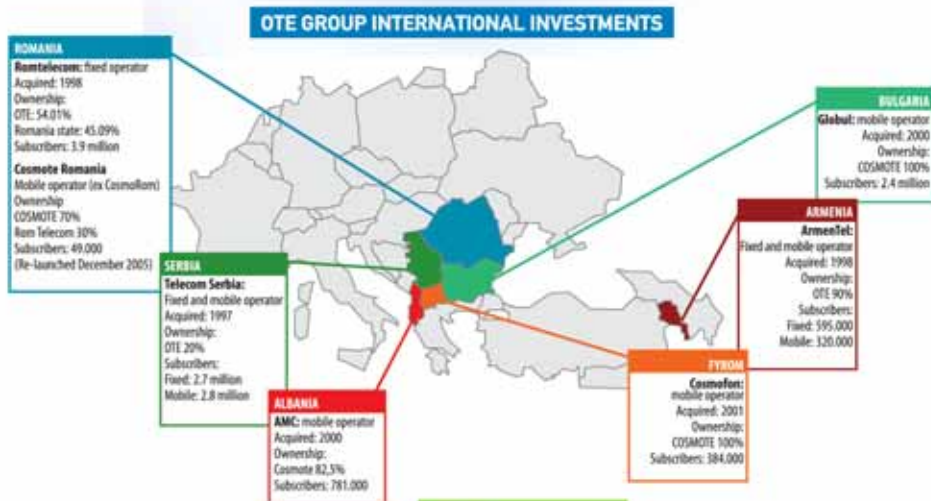 OTE GROUP INTERNATIONAL INVESTMENTS
ROMANIA
Romtelecom: fixed operator
Acquired: 1998
Ownership:
OTE: 54.01%
Romania state: 45.09%
Subscribers: 3.9 million
Cosmote Romania
Mobile operator (ex CosmoRom)
Ownership
COSMOTE 70%
Rom Telecom 30%
Subscribers: 49.000
(Re-launched December 2005)
SERBIA
Telecom Serbia:
Fixed and mobile operator
Acquired: 1997
Ownership:
OTE 20%
Subscribers:
Fixed: 2.7 million
Mobile: 2.8 million
ALBANIA
AMC: mobile operator
Acquired: 2000
Ownership:
Cosmote 82,5%
Subscribers: 781.000
BULGARIA
Globul: mobile operator
Acquired: 2000
Ownership:
COSMOTE 100%
Subscribers: 2.4 million
ARMENIA
ArmenTel:
Fixed and mobile operator
Acquired: 1998
Ownership:
OTE 90%
Subscribers:
Fixed: 595.000
Mobile: 320.000
FYROM
Cosmofon:
mobile operator
Acquired: 2001
Ownership:
COSMOTE 100%
Subscribers: 384.000